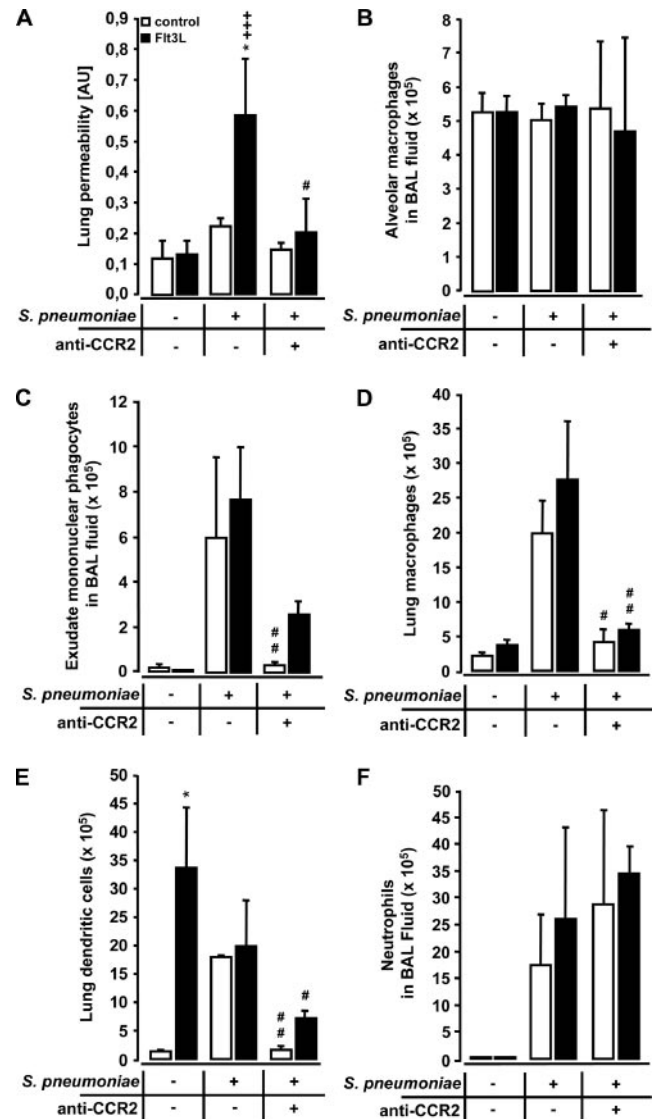 A
control
Flt3L
Lung permeability [AU]
0,9
0,8
0,7
0,6
0,5
0,4
0,3
0,2
0,1
0,0
* +++
#
S. pneumoniae - + +
anti-CCR2 - - +
B
Alveolar macrophages
in BAL fluid (x 10⁵)
8
7
6
5
4
3
2
1
0
S. pneumoniae - + +
anti-CCR2 - - +
C
Exudate mononuclear phagocytes
in BAL fluid (x 10⁵)
12
10
8
6
4
2
0
##
S. pneumoniae - + +
anti-CCR2 - - +
D
Lung macrophages (x 10⁵)
40
35
30
25
20
15
10
5
0
# ##
S. pneumoniae - + +
anti-CCR2 - - +
E
Lung dendritic cells (x 10⁵)
50
45
40
35
30
25
20
15
10
5
0
*
## #
S. pneumoniae - + +
anti-CCR2 - - +
F
Neutrophils
in BAL Fluid (x 10⁵)
50
45
40
35
30
25
20
15
10
5
0
S. pneumoniae - + +
anti-CCR2 - - +